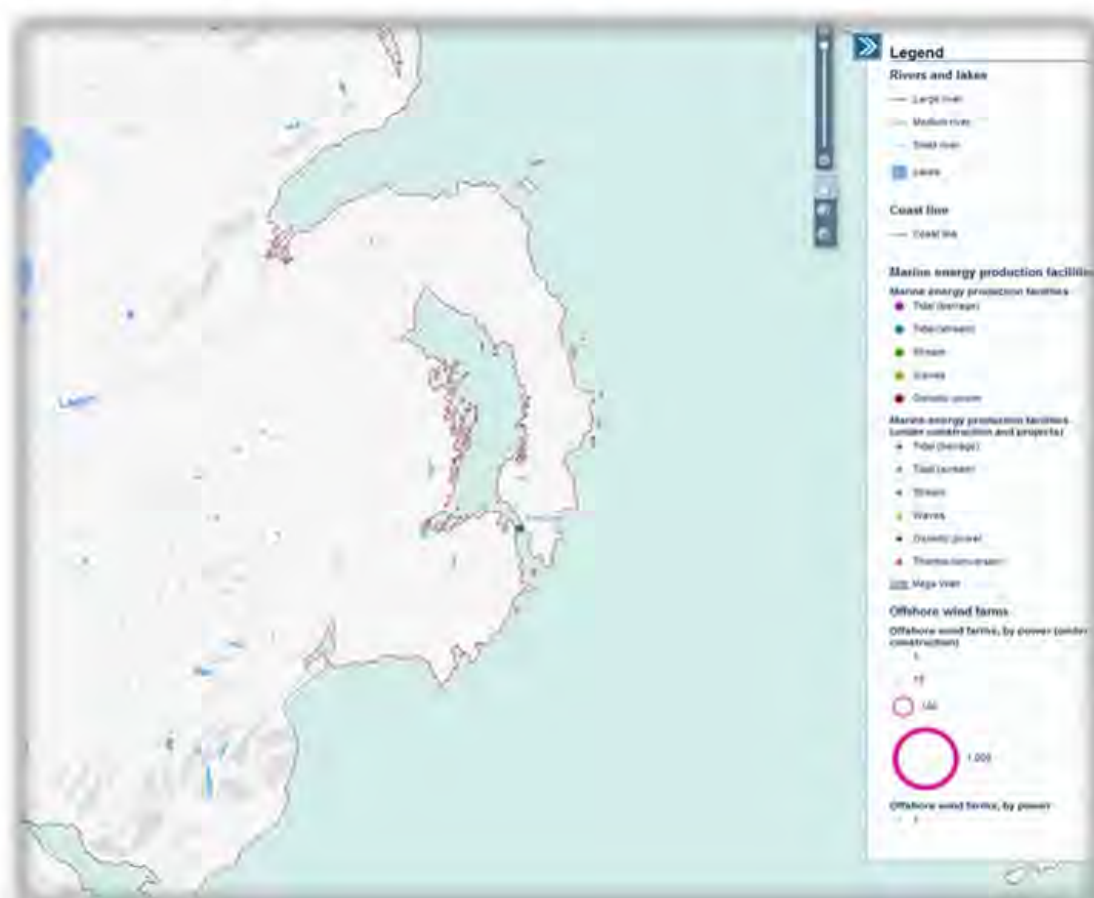 Legend
Rivers and lakes
Large river
Medium river
Small river
Lakes
Coast line
Coast line
Marine energy production facilities
Marine energy production facilities
Tidal (barrage)
Tidal (stream)
Stream
Waves
Osmotic power
Marine energy production facilities
(under construction and projects)
Tidal (barrage)
Tidal (stream)
Stream
Waves
Osmotic power
Thermo-conversion
Mega Watt
Offshore wind farms
Offshore wind farms, by power (under
construction)
1
10
100
1,000
Offshore wind farms, by power
1